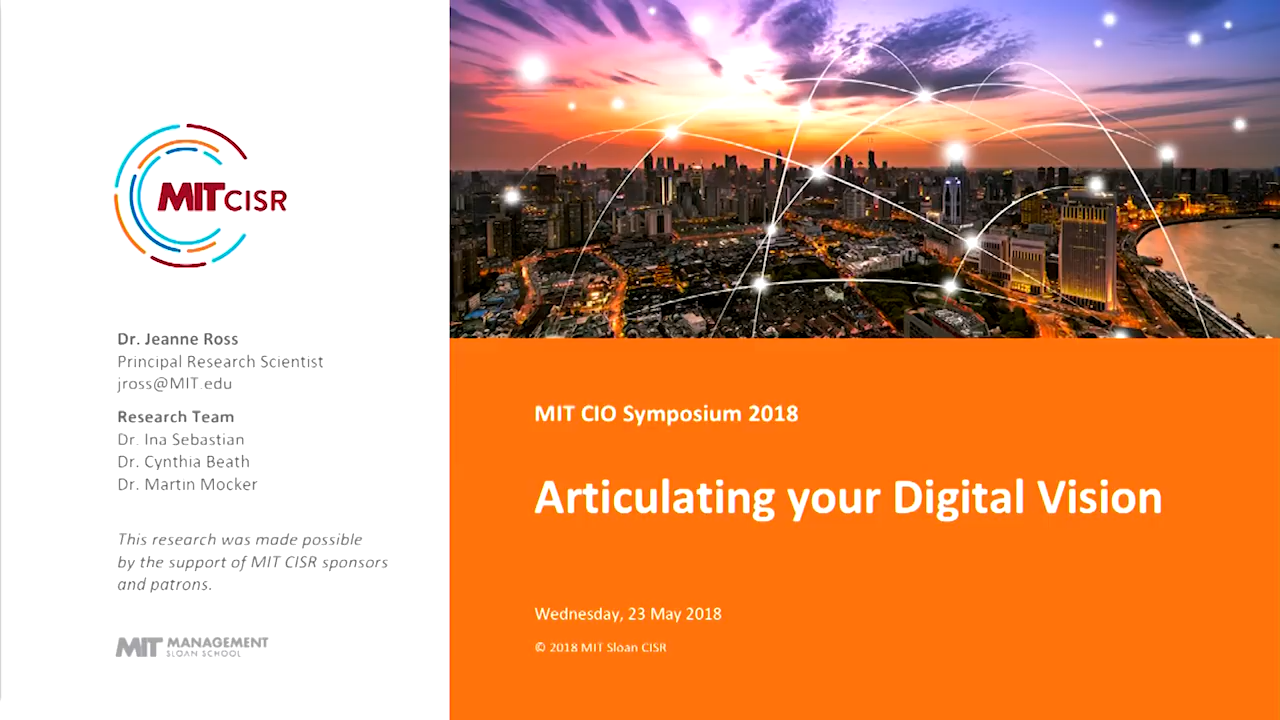 MIT CISR
Dr. Jeanne Ross
Principal Research Scientist
jross@MIT.edu
Research Team
Dr. Ina Sebastian
Dr. Cynthia Beath
Dr. Martin Mocker
This research was made possible
by the support of MIT CISR sponsors
and patrons.
MIT MANAGEMENT
SLOAN SCHOOL
MIT CIO Symposium 2018
Articulating your Digital Vision
Wednesday, 23 May 2018
© 2018 MIT Sloan CISR